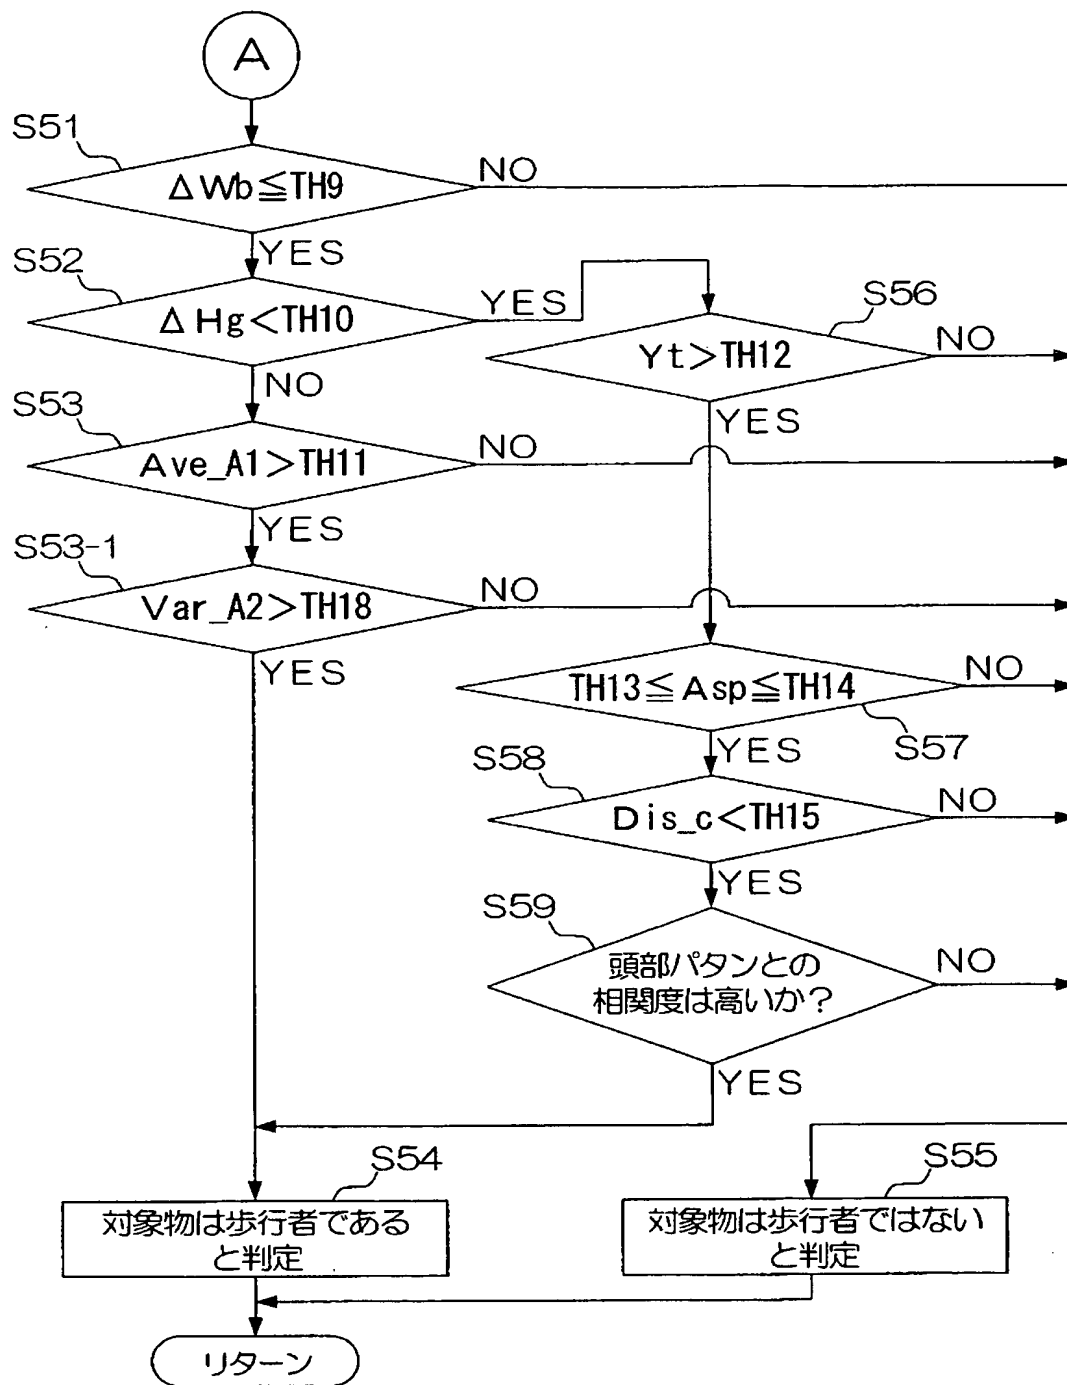 A
S51
ΔWb≦TH9
NO
YES
S52
ΔHg<TH10
YES
NO
S56
Yt>TH12
NO
YES
S53
Ave_A1>TH11
NO
YES
S53-1
Var_A2>TH18
NO
YES
TH13≦Asp≦TH14
NO
S57
YES
S58
Dis_c<TH15
NO
YES
S59
頭部パタンとの
相関度は高いか?
NO
YES
S54
対象物は歩行者である
と判定
S55
対象物は歩行者ではない
と判定
リターン